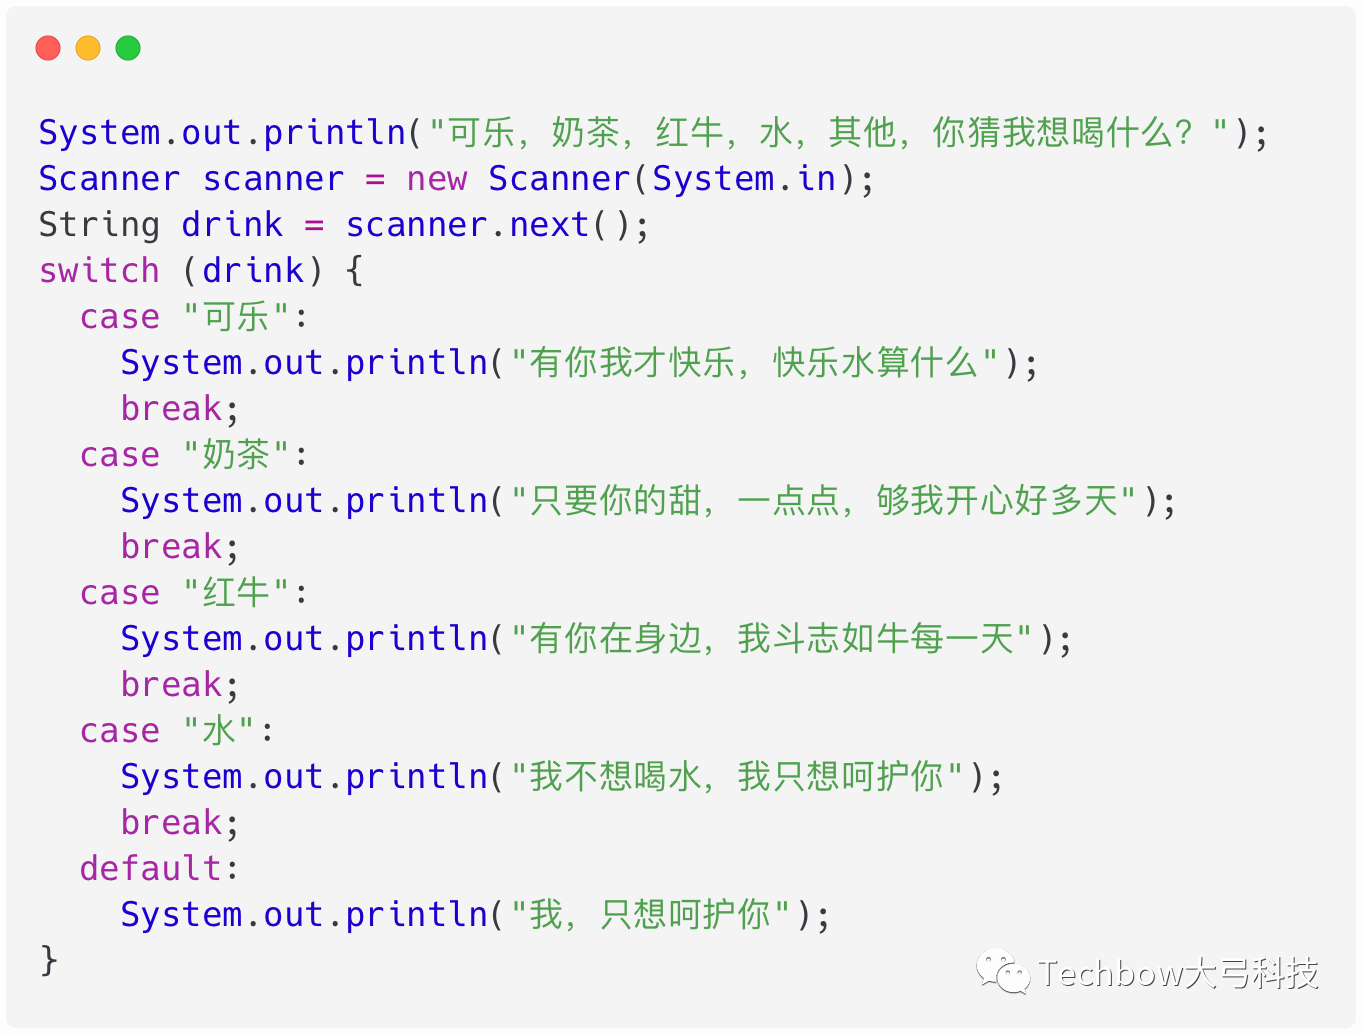 System.out.println("可乐，奶茶，红牛，水，其他，你猜我想喝什么？");
Scanner scanner = new Scanner(System.in);
String drink = scanner.next();
switch (drink) {
  case "可乐":
    System.out.println("有你我才快乐，快乐水算什么");
    break;
  case "奶茶":
    System.out.println("只要你的甜，一点点，够我开心好多天");
    break;
  case "红牛":
    System.out.println("有你在身边，我斗志如牛每一天");
    break;
  case "水":
    System.out.println("我不想喝水，我只想呵护你");
    break;
  default:
    System.out.println("我，只想呵护你");
}
Techbow大弓科技